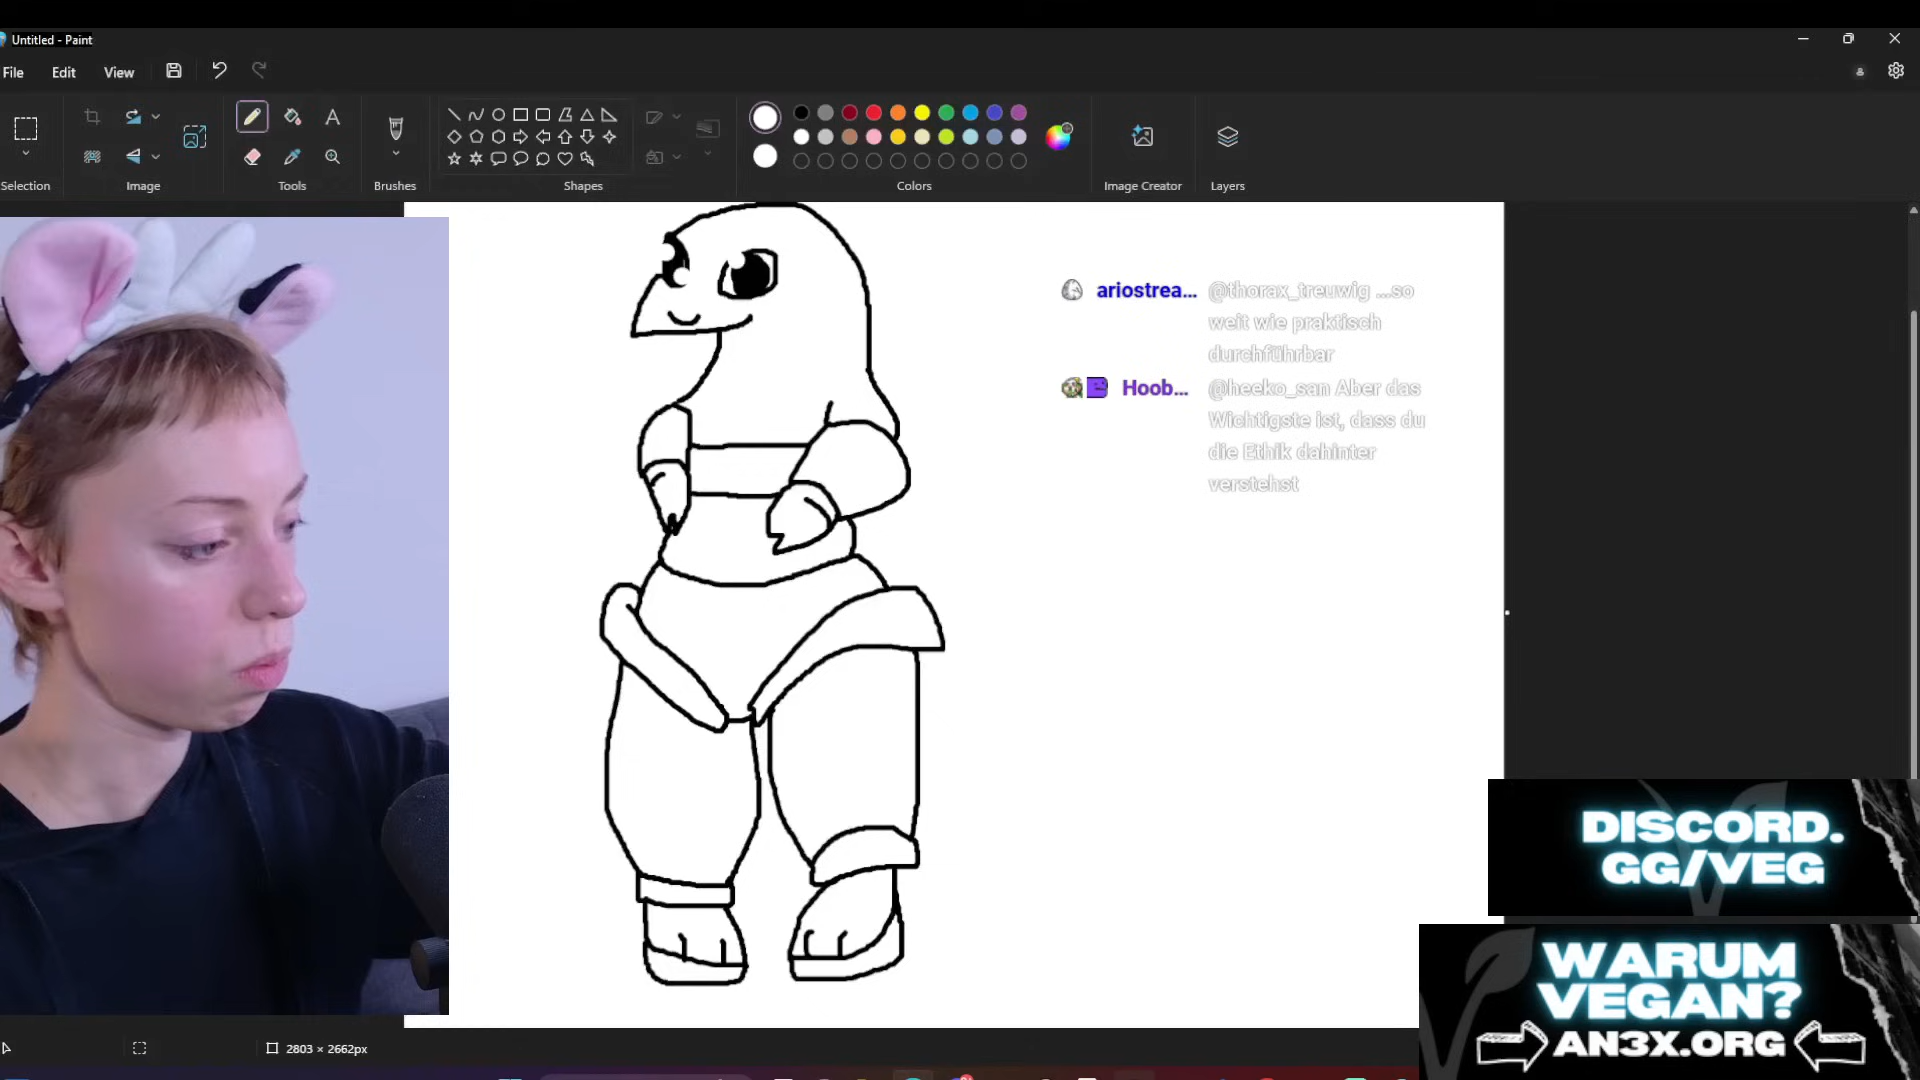 Untitled - Paint
File Edit View
Selection Image Tools Brushes Shapes Colors Image Creator Layers
ariostrea... @thorax_treuwig ...so
weit wie praktisch
durchführbar
Hoob... @heeko_san Aber das
Wichtigste ist, dass du
die Ethik dahinter
verstehst
DISCORD.
GG/VEG
WARUM
VEGAN?
AN3X.ORG
2803 × 2662px